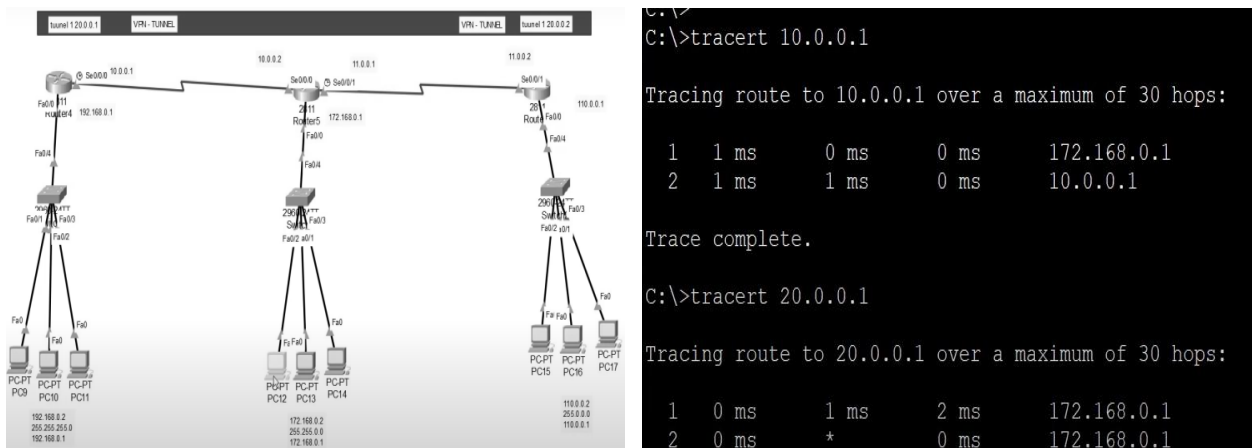 tuunel 1 20.0.0.1
VPN - TUNNEL
VPN - TUNNEL
tuunel 1 20.0.0.2
Se0/0/0
10.0.0.1
10.0.0.2
11.0.0.1
11.0.0.2
Se0/0/0
Se0/0/1
Se0/0/1
Fa0/0
Router4
192.168.0.1
2811
Router5
172.168.0.1
110.0.0.1
Fa0/0
Fa0/0
Fa0/4
Fa0/4
Fa0/4
Fa0/1
Fa0/3
Fa0/2
Fa0/3
Fa0/2
Fa0/3
Fa0/2
Fa0
Fa0
Fa0
Fa0
Fa0
Fa0
Fa0
PC-PT
PC9
PC-PT
PC10
PC-PT
PC11
PC12
PC-PT
PC13
PC-PT
PC14
PC-PT
PC15
PC-PT
PC16
PC-PT
PC17
192.168.0.2
255.255.255.0
192.168.0.1
172.168.0.2
255.255.0.0
172.168.0.1
110.0.0.2
255.0.0.0
110.0.0.1
C:\>tracert 10.0.0.1
Tracing route to 10.0.0.1 over a maximum of 30 hops:
1 1 ms 0 ms 0 ms 172.168.0.1
2 1 ms 1 ms 0 ms 10.0.0.1
Trace complete.
C:\>tracert 20.0.0.1
Tracing route to 20.0.0.1 over a maximum of 30 hops:
1 0 ms 1 ms 2 ms 172.168.0.1
2 0 ms * 0 ms 172.168.0.1